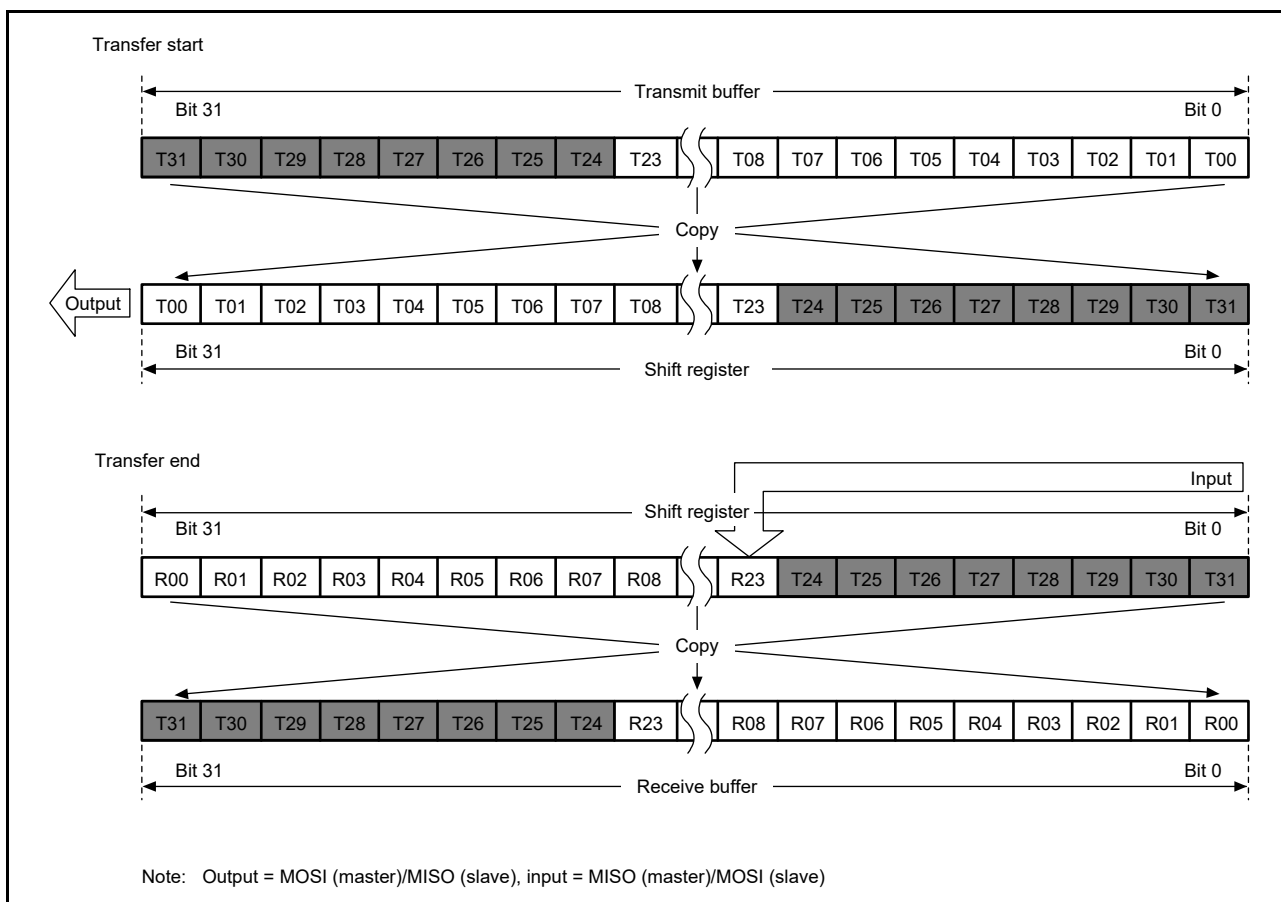 Transfer start
Transmit buffer
Bit 31 Bit 0
T31 T30 T29 T28 T27 T26 T25 T24 T23 T08 T07 T06 T05 T04 T03 T02 T01 T00
Copy
Output T00 T01 T02 T03 T04 T05 T06 T07 T08 T23 T24 T25 T26 T27 T28 T29 T30 T31
Bit 31 Bit 0
Shift register
Transfer end
Input
Shift register
Bit 31 Bit 0
R00 R01 R02 R03 R04 R05 R06 R07 R08 R23 T24 T25 T26 T27 T28 T29 T30 T31
Copy
T31 T30 T29 T28 T27 T26 T25 T24 R23 R08 R07 R06 R05 R04 R03 R02 R01 R00
Bit 31 Bit 0
Receive buffer
Note: Output = MOSI (master)/MISO (slave), input = MISO (master)/MOSI (slave)